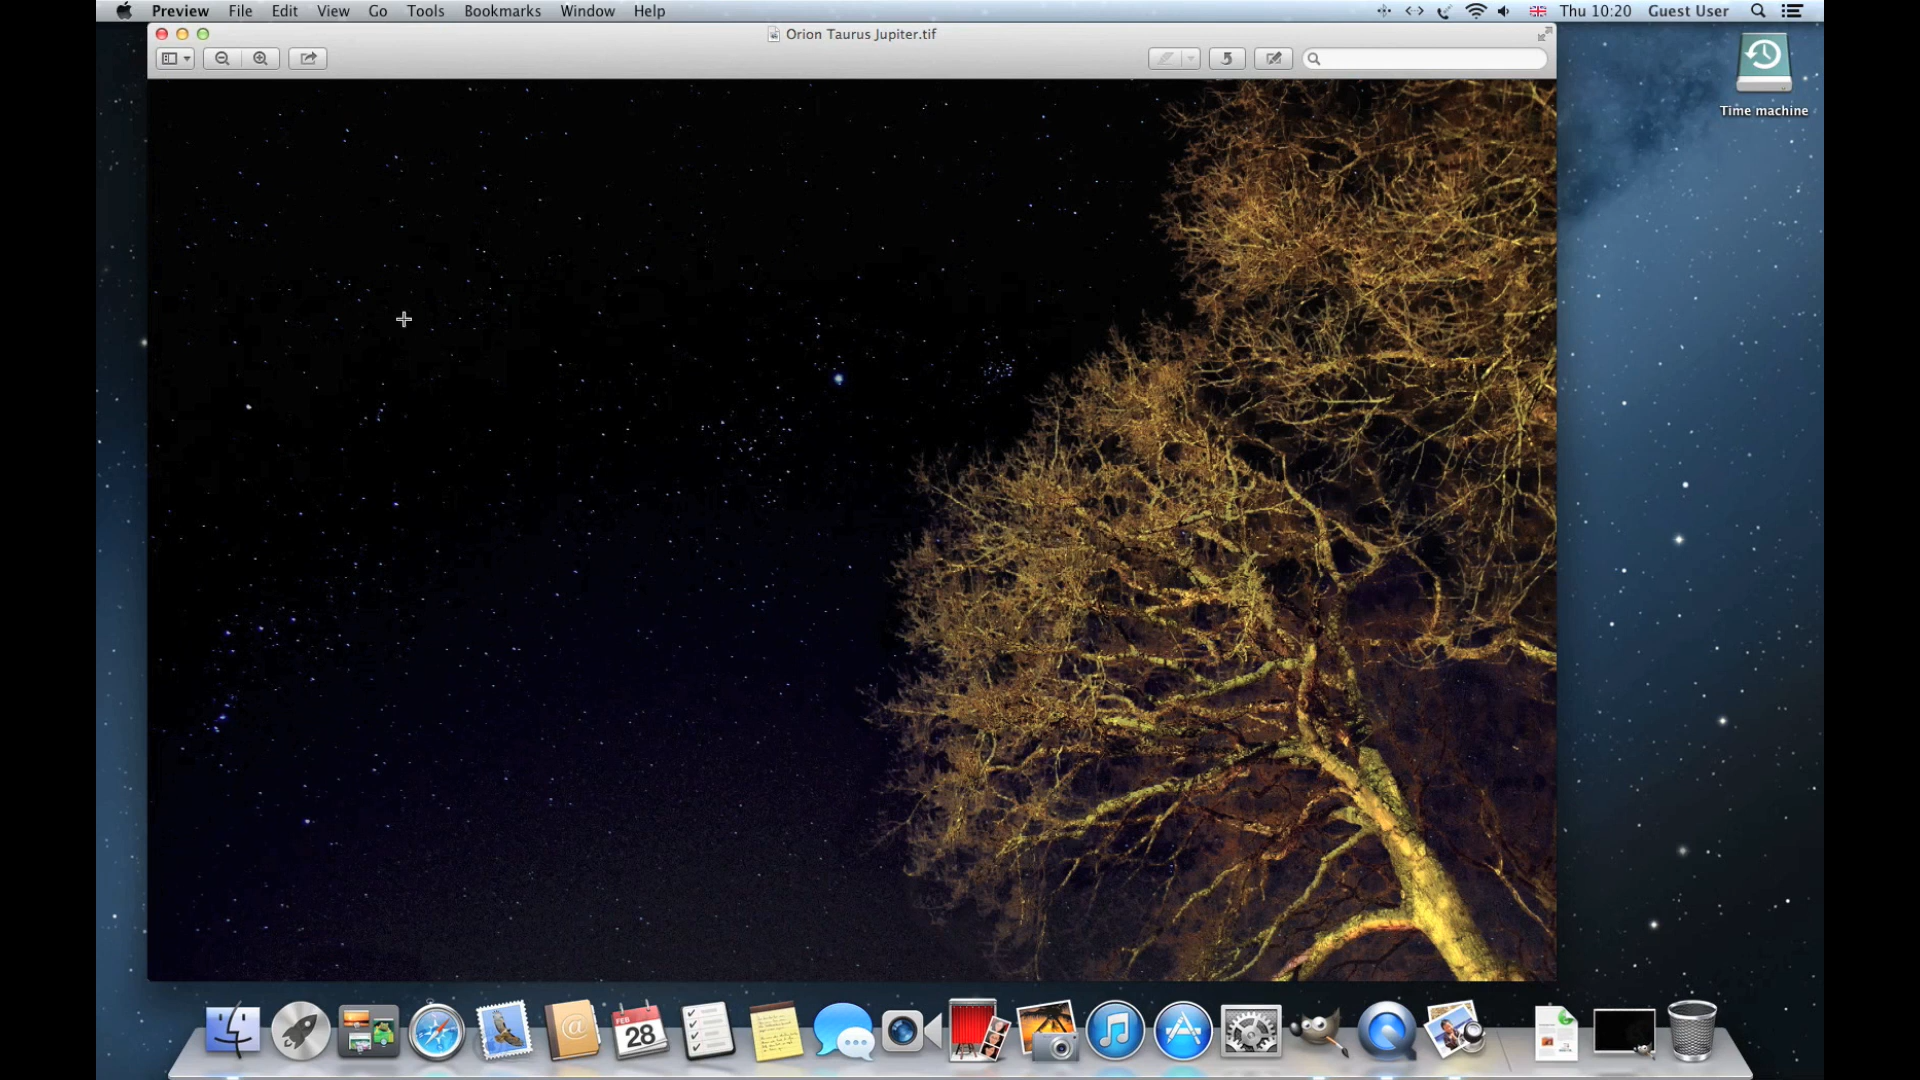 Preview File Edit View Go Tools Bookmarks Window Help Thu 10:20 Guest User
Orion Taurus Jupiter.tif
Time machine
FEB
28